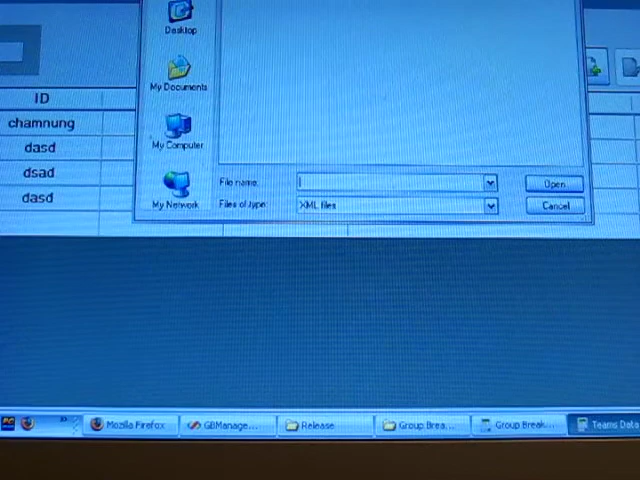 Desktop
My Documents
ID
chamnung
My Computer
dasd
dsad
File name:
Open
dasd
My Network
Files of type:
XML files
Cancel
Mozilla Firefox
GBManage...
Release
Group Brea...
Group Break...
Teams Data